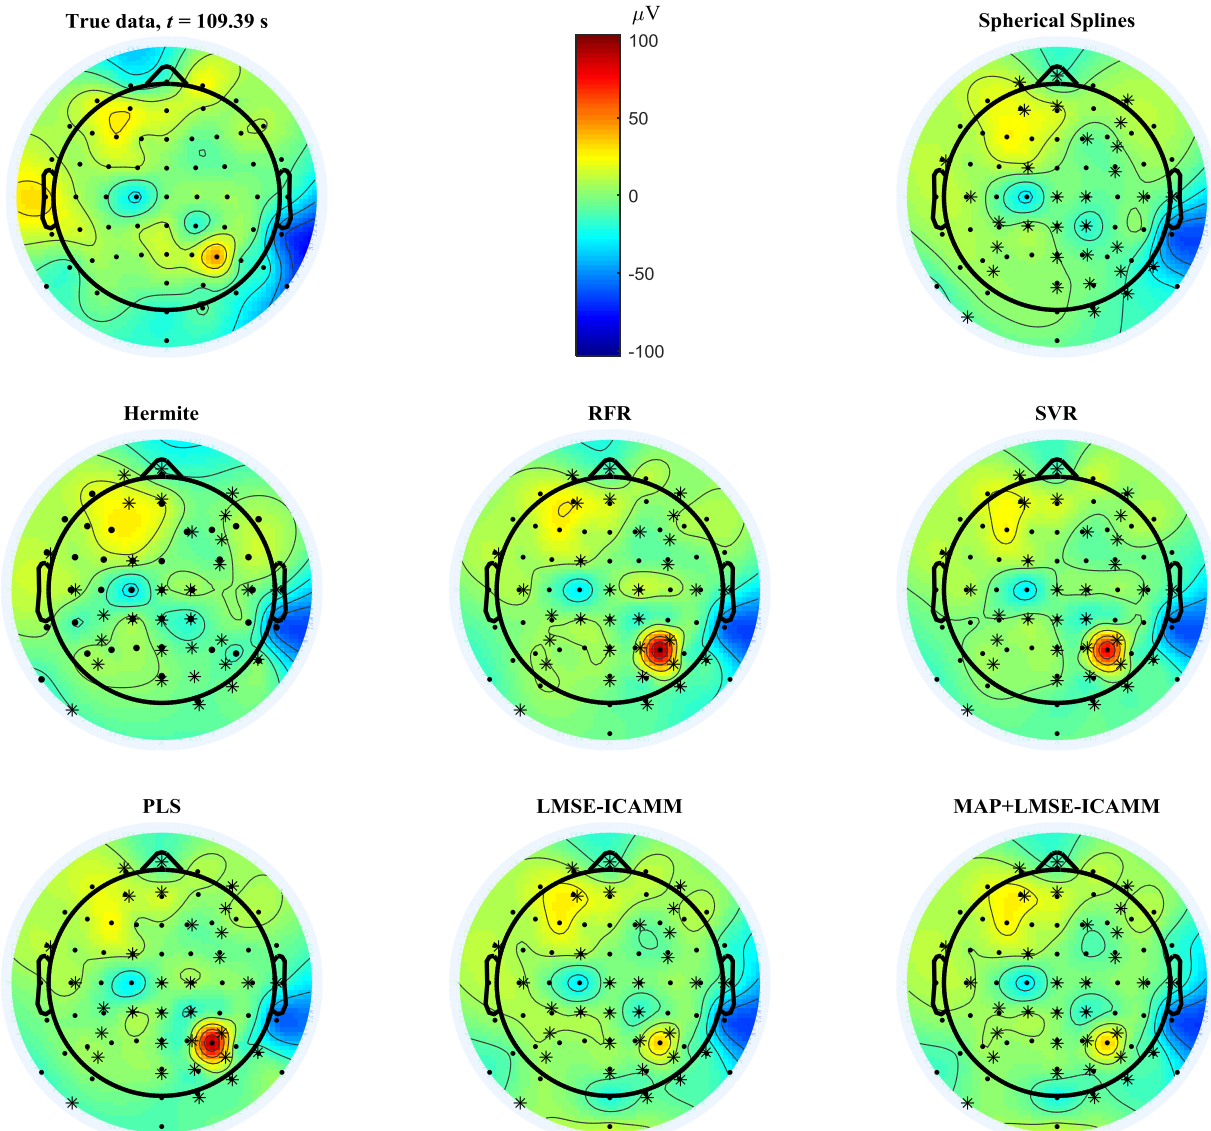 True data, t = 109.39 s
μV
Spherical Splines
100
50
0
-50
-100
Hermite
RFR
SVR
PLS
LMSE-ICAMM
MAP+LMSE-ICAMM